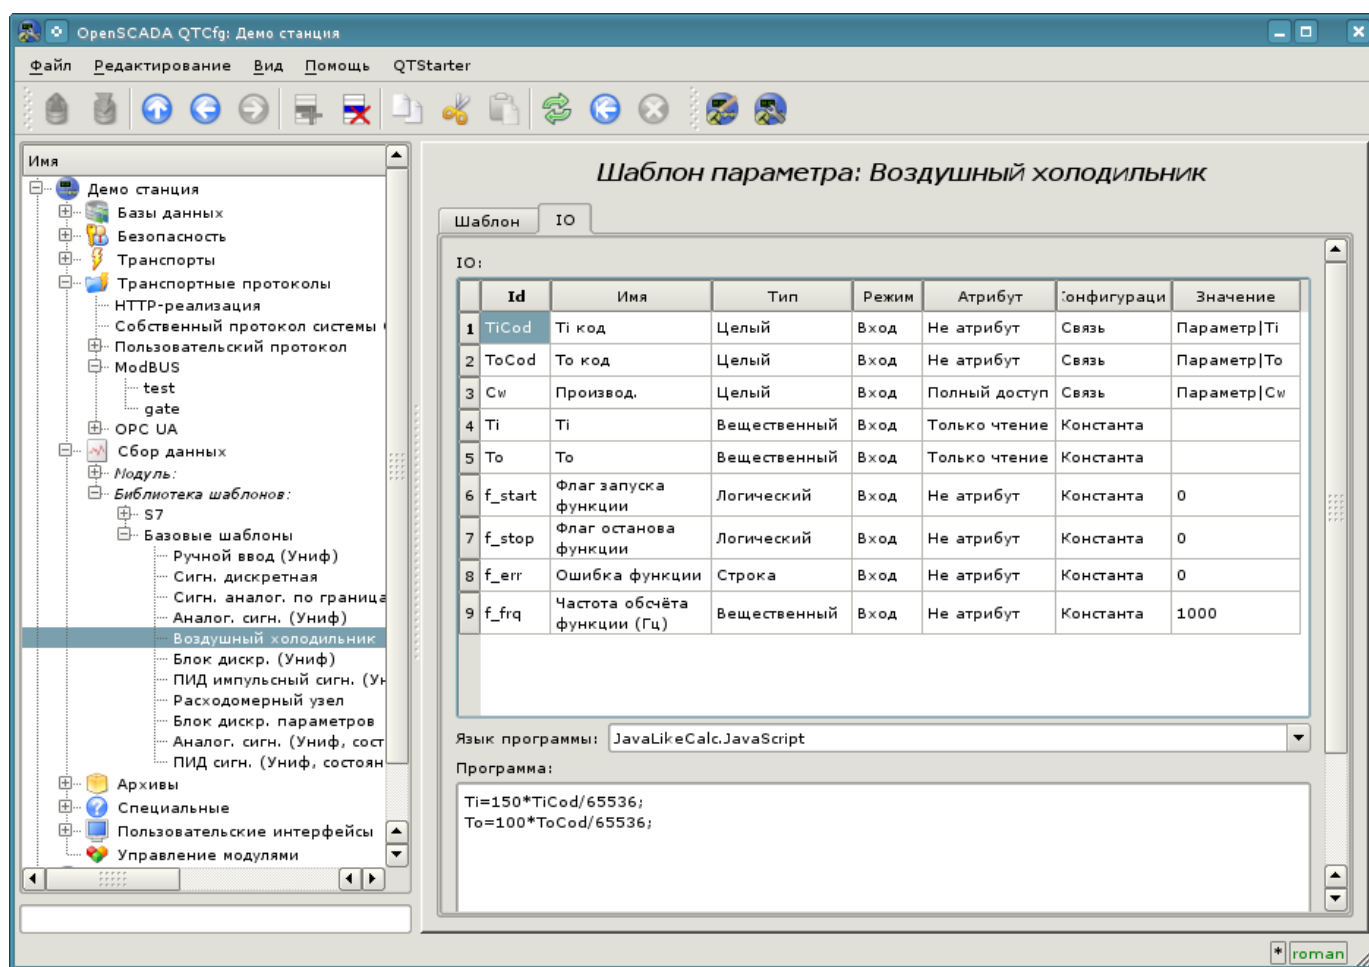 OpenSCADA QTCfg: Демо станция
Файл Редактирование Вид Помощь QTStarter
Имя
Демо станция
Базы данных
Безопасность
Транспорты
Транспортные протоколы
HTTP-реализация
Собственный протокол системы
Пользовательский протокол
ModBUS
test
gate
OPC UA
Сбор данных
Модуль:
Библиотека шаблонов:
S7
Базовые шаблоны
Ручной ввод (Униф)
Сигн. дискретная
Сигн. аналог. по граница
Аналог. сигн. (Униф)
Воздушный холодильник
Блок дискр. (Униф)
ПИД импульсный сигн. (Ун
Расходомерный узел
Блок дискр. параметров
Аналог. сигн. (Униф, сост
ПИД сигн. (Униф, состоян
Архивы
Специальные
Пользовательские интерфейсы
Управление модулями
Шаблон параметра: Воздушный холодильник
Шаблон IO
IO:
Id Имя Тип Режим Атрибут Конфигураци Значение
1 TiCod Ti код Целый Вход Не атрибут Связь Параметр|Ti
2 ToCod To код Целый Вход Не атрибут Связь Параметр|To
3 Cw Производ. Целый Вход Полный доступ Связь Параметр|Cw
4 Ti Ti Вещественный Вход Только чтение Константа
5 To To Вещественный Вход Только чтение Константа
6 f_start Флаг запуска функции Логический Вход Не атрибут Константа 0
7 f_stop Флаг останова функции Логический Вход Не атрибут Константа 0
8 f_err Ошибка функции Строка Вход Не атрибут Константа 0
9 f_frq Частота обсчёта функции (Гц) Вещественный Вход Не атрибут Константа 1000
Язык программы: JavaLikeCalc.JavaScript
Программа:
Ti=150*TiCod/65536;
To=100*ToCod/65536;
* roman